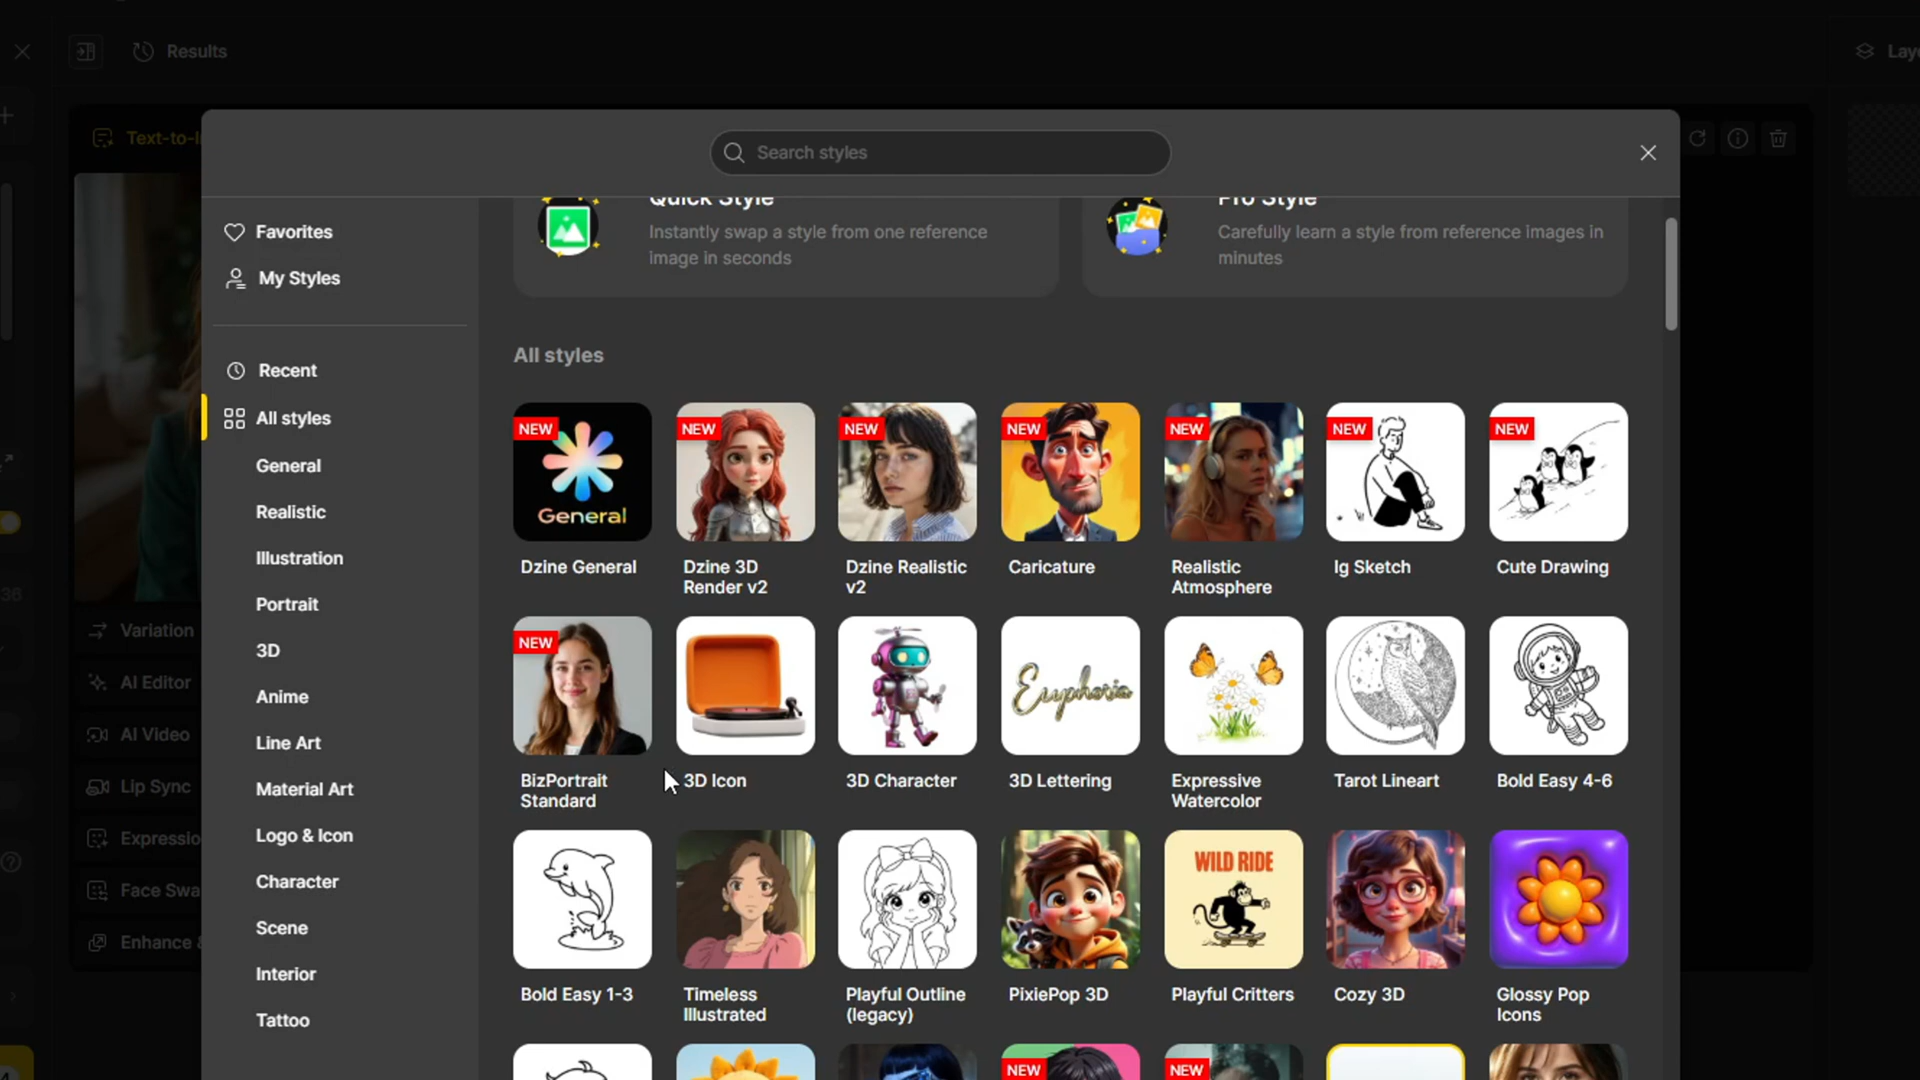 Results
Text-to-I
Search styles
Favorites
My Styles
Recent
All styles
General
Realistic
Illustration
Portrait
3D
Anime
Line Art
Material Art
Logo & Icon
Character
Scene
Interior
Tattoo
Quick Style
Instantly swap a style from one reference
image in seconds
Pro Style
Carefully learn a style from reference images in
minutes
All styles
NEW
NEW
NEW
NEW
NEW
NEW
NEW
General
Dzine General
Dzine 3D
Render v2
Dzine Realistic
v2
Caricature
Realistic
Atmosphere
Ig Sketch
Cute Drawing
NEW
Euphoria
BizPortrait
Standard
3D Icon
3D Character
3D Lettering
Expressive
Watercolor
Tarot Lineart
Bold Easy 4-6
WILD RIDE
Bold Easy 1-3
Timeless
Illustrated
Playful Outline
(legacy)
PixiePop 3D
Playful Critters
Cozy 3D
Glossy Pop
Icons
NEW
NEW
Variation
AI Editor
AI Video
Lip Sync
Expressio
Face Swa
Enhance &
Lay